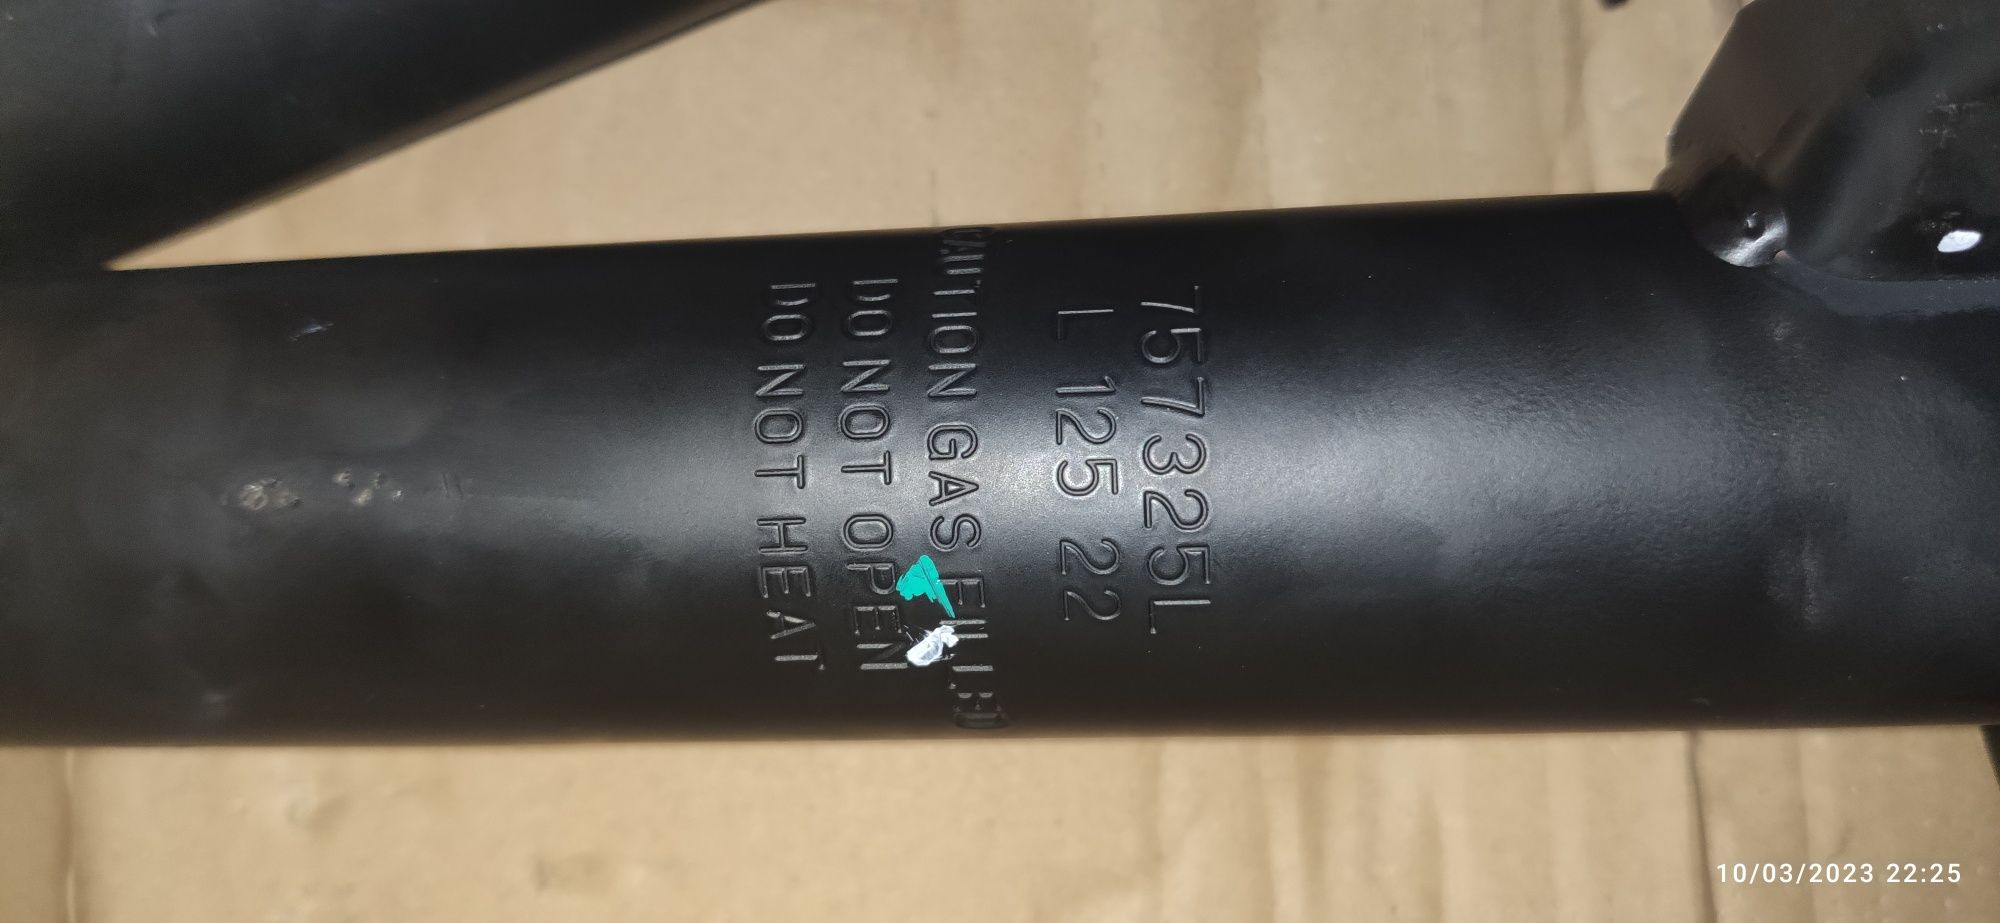 757325L
L 125 22
CAUTION GAS FILLED
DO NOT OPEN
DO NOT HEAT
10/03/2023 22:25